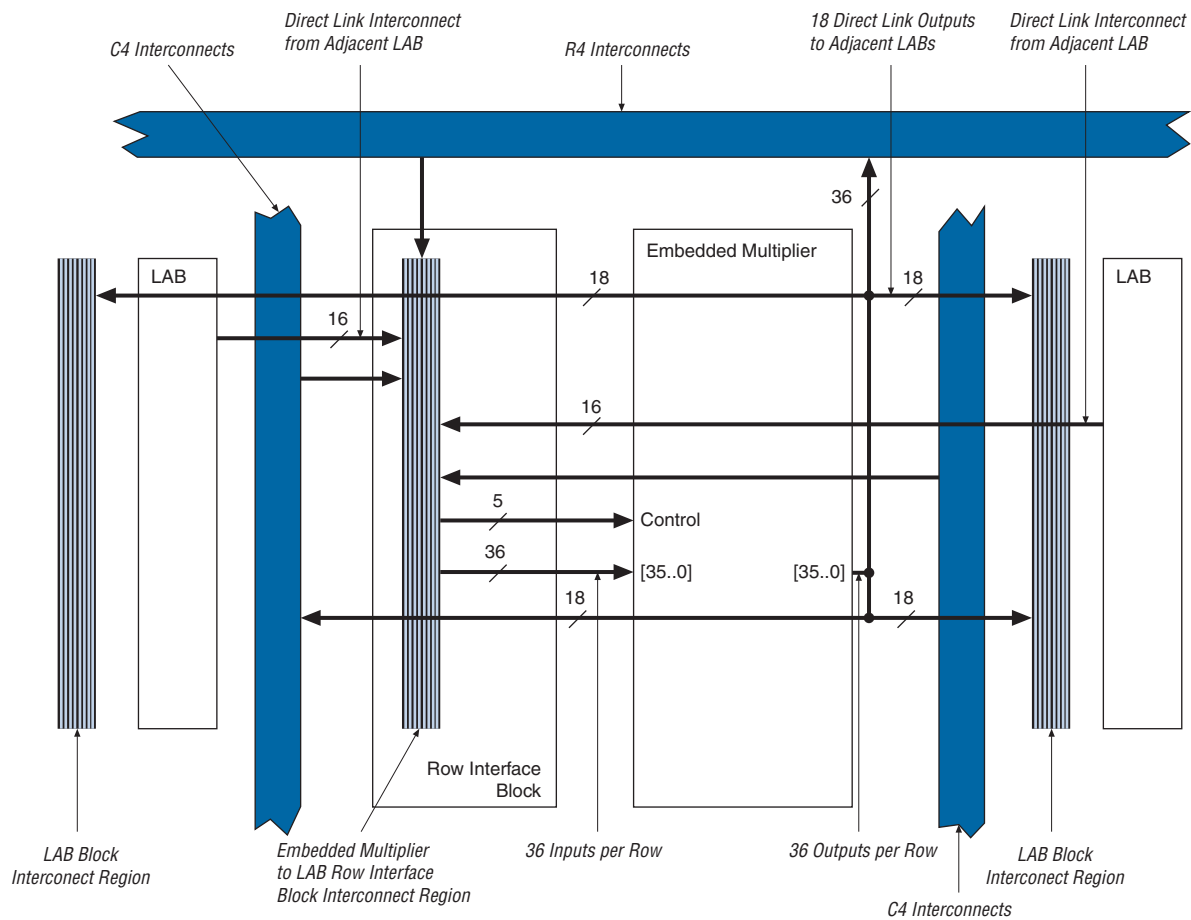 Direct Link Interconnect
from Adjacent LAB
18 Direct Link Outputs
to Adjacent LABs
Direct Link Interconnect
from Adjacent LAB
C4 Interconnects
R4 Interconnects
36
LAB
Embedded Multiplier
LAB
18
18
16
16
5
Control
36
[35..0]
[35..0]
18
18
Row Interface
Block
LAB Block
Interconect Region
Embedded Multiplier
to LAB Row Interface
Block Interconnect Region
36 Inputs per Row
36 Outputs per Row
LAB Block
Interconect Region
C4 Interconnects